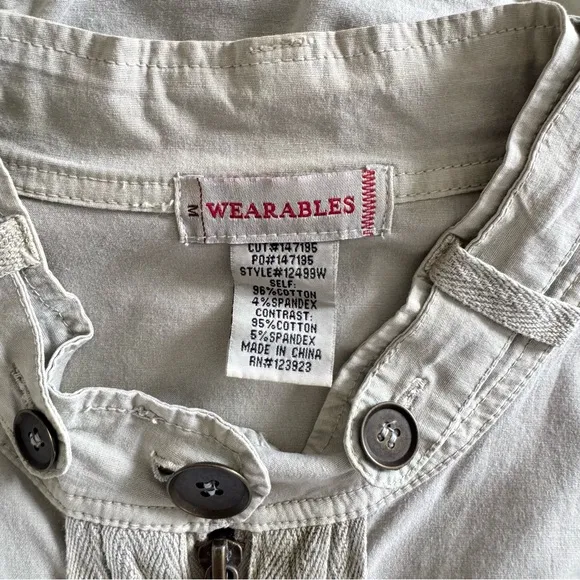 M
WEARABLES
CUT#147195
PO#147195
STYLE#12499W
SELF:
96%COTTON
4%SPANDEX
CONTRAST:
95%COTTON
5%SPANDEX
MADE IN CHINA
RN#123923